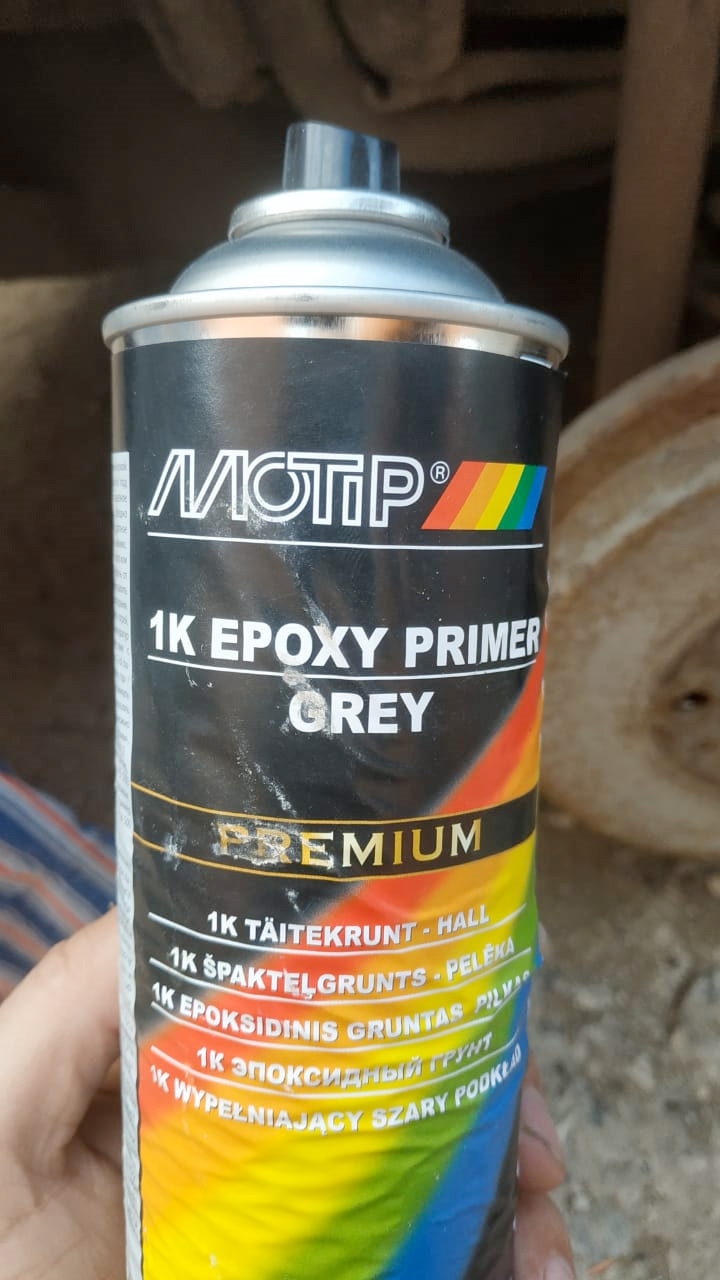 MOTIP®
1K EPOXY PRIMER
GREY
PREMIUM
1K TÄITEKRUNT - HALL
1K ŠPAKTEĻGRUNTS - PELĒKA
1K EPOKSIDINIS GRUNTAS PILKAS
1K ЭПОКСИДНЫЙ ГРУНТ
1K WYPEŁNIAJĄCY SZARY PODKŁAD